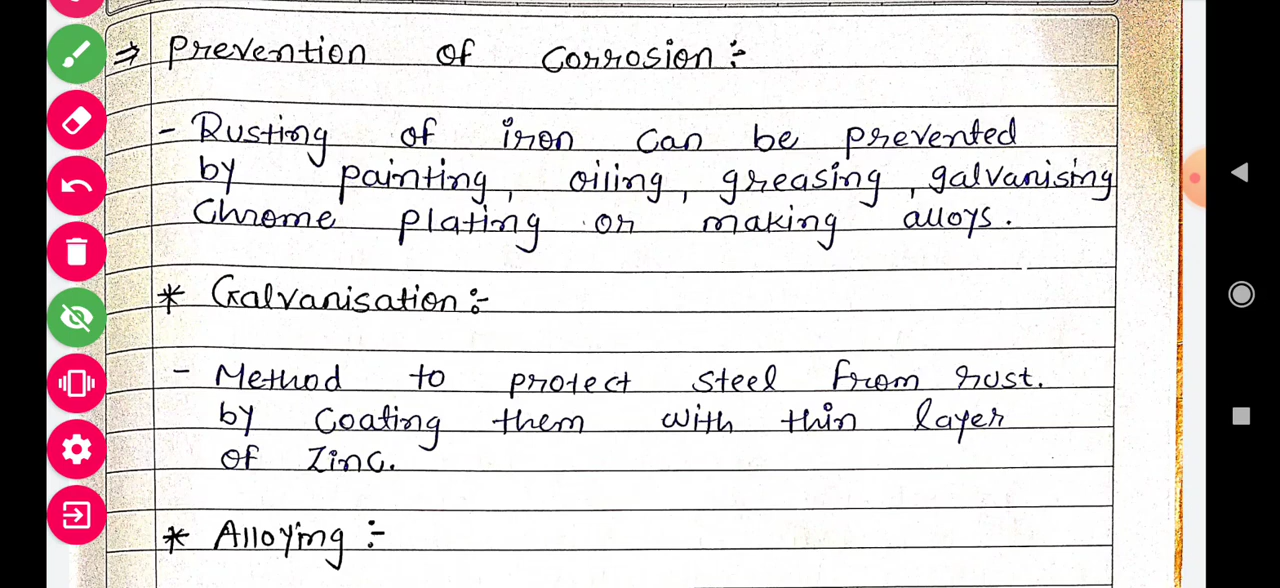 ⇒ Prevention of Corrosion :-
- Rusting of iron can be prevented
by painting, oiling, greasing, galvanising
Chrome plating or making alloys.
* Galvanisation :-
- Method to protect steel from rust.
by Coating them with thin layer
of Zinc.
* Alloying :-